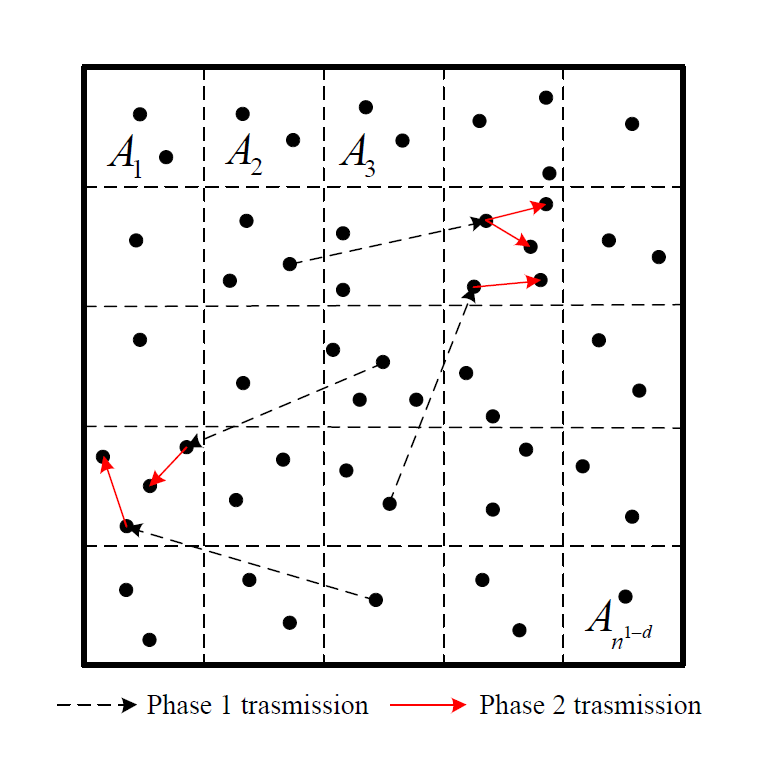 A₁ A₂ A₃
Aₙ¹⁻ᵈ
Phase 1 trasmission Phase 2 trasmission